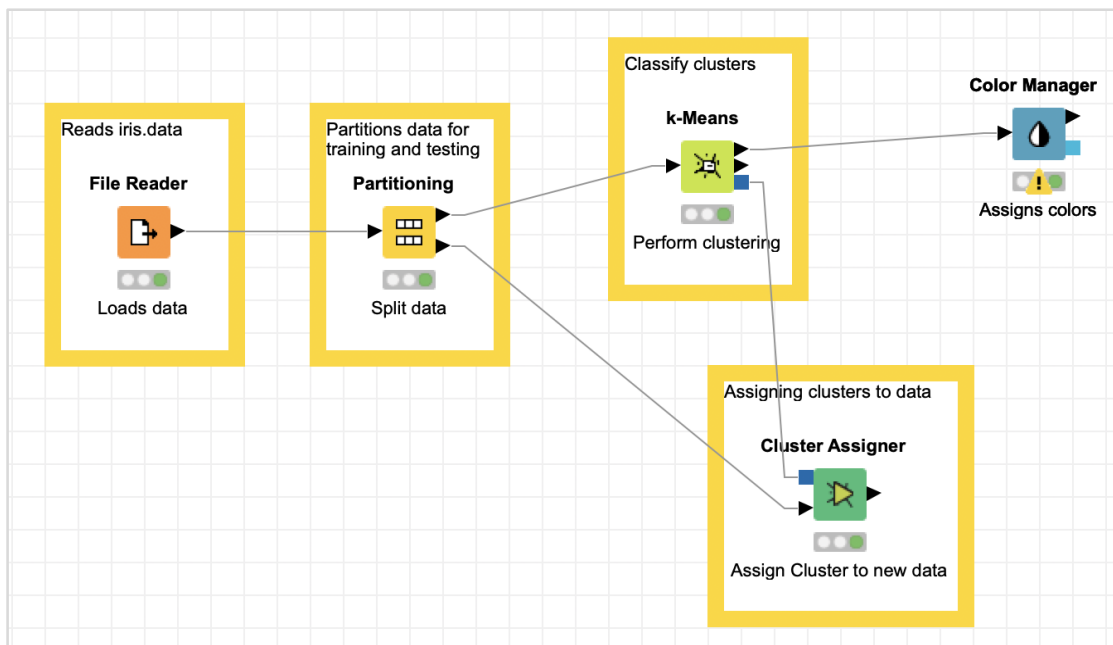 Reads iris.data
File Reader
Loads data
Partitions data for
training and testing
Partitioning
Split data
Classify clusters
k-Means
Perform clustering
Color Manager
!
Assigns colors
Assigning clusters to data
Cluster Assigner
Assign Cluster to new data